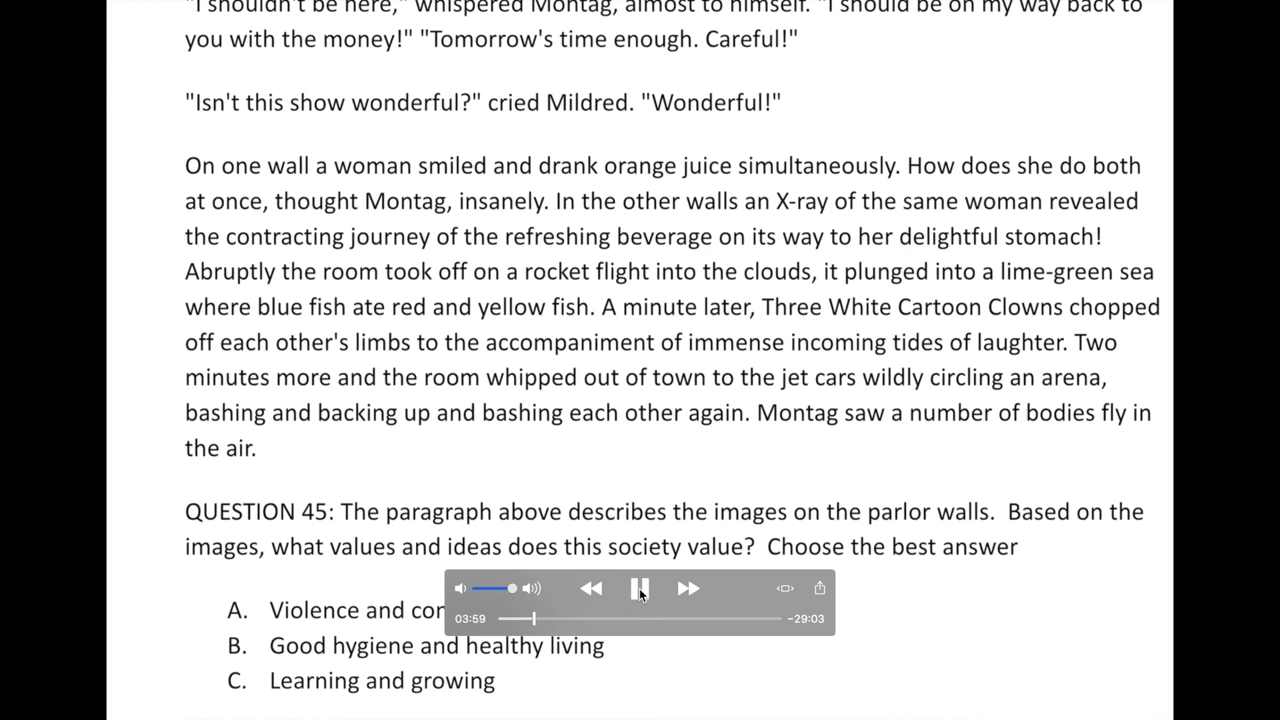 "I shouldn't be here," whispered Montag, almost to himself. "I should be on my way back to
you with the money!" "Tomorrow's time enough. Careful!"
"Isn't this show wonderful?" cried Mildred. "Wonderful!"
On one wall a woman smiled and drank orange juice simultaneously. How does she do both
at once, thought Montag, insanely. In the other walls an X-ray of the same woman revealed
the contracting journey of the refreshing beverage on its way to her delightful stomach!
Abruptly the room took off on a rocket flight into the clouds, it plunged into a lime-green sea
where blue fish ate red and yellow fish. A minute later, Three White Cartoon Clowns chopped
off each other's limbs to the accompaniment of immense incoming tides of laughter. Two
minutes more and the room whipped out of town to the jet cars wildly circling an arena,
bashing and backing up and bashing each other again. Montag saw a number of bodies fly in
the air.
QUESTION 45: The paragraph above describes the images on the parlor walls.  Based on the
images, what values and ideas does this society value?  Choose the best answer
A. Violence and
03:59 -29:03
B. Good hygiene and healthy living
C. Learning and growing